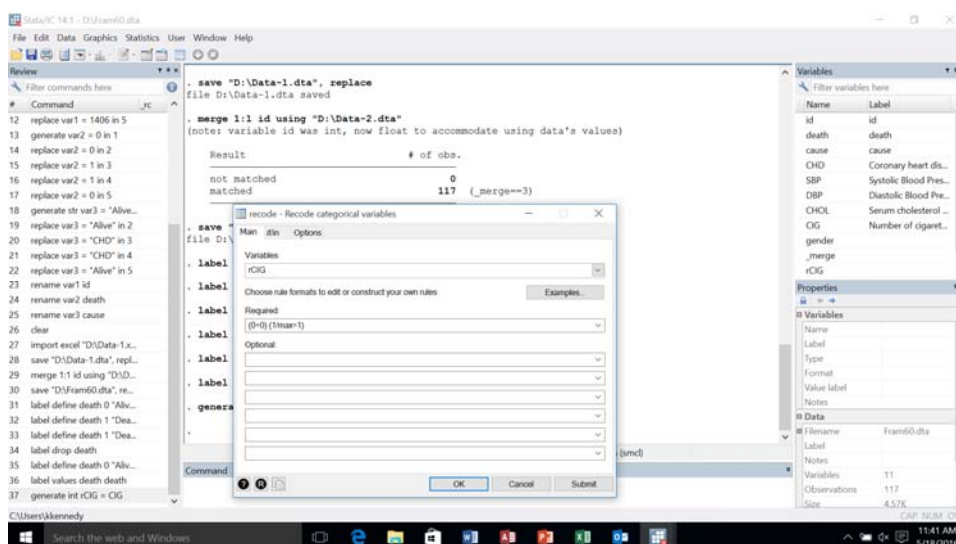 Stata/IC 14.1 - D:\Fram60.dta
File Edit Data Graphics Statistics User Window Help
Review
Filter commands here
# Command _rc
12 replace var1 = 1406 in 5
13 generate var2 = 0 in 1
14 replace var2 = 0 in 2
15 replace var2 = 1 in 3
16 replace var2 = 1 in 4
17 replace var2 = 0 in 5
18 generate str var3 = "Alive...
19 replace var3 = "Alive" in 2
20 replace var3 = "CHD" in 3
21 replace var3 = "CHD" in 4
22 replace var3 = "Alive" in 5
23 rename var1 id
24 rename var2 death
25 rename var3 cause
26 clear
27 import excel "D:\Data-1.x...
28 save "D:\Data-1.dta", repl...
29 merge 1:1 id using "D:\D...
30 save "D:\Fram60.dta", re...
31 label define death 0 "Aliv...
32 label define death 1 "Dea...
33 label define death 1 "Dea...
34 label drop death
35 label define death 0 "Aliv...
36 label values death death
37 generate int rCIG = CIG
. save "D:\Data-1.dta", replace
file D:\Data-1.dta saved
. merge 1:1 id using "D:\Data-2.dta"
(note: variable id was int, now float to accommodate using data's values)
Result # of obs.
not matched 0
matched 117 (_merge==3)
. save "
file D:\
. label
. label
. label
. label
. label
. label
. genera
.
(smcl)
Command
recode - Recode categorical variables
Main if/in Options
Variables:
rCIG
Choose rule formats to edit or construct your own rules
Examples...
Required:
(0=0) (1/max=1)
Optional:
OK Cancel Submit
Variables
Filter variables here
Name Label
id id
death death
cause cause
CHD Coronary heart dis...
SBP Systolic Blood Pres...
DBP Diastolic Blood Pre...
CHOL Serum cholesterol ...
CIG Number of cigaret...
gender
_merge
rCIG
Properties
Variables
Name
Label
Type
Format
Value label
Notes
Data
Filename Fram60.dta
Label
Notes
Variables 11
Observations 117
Size 4.57K
C:\Users\kkennedy
CAP NUM
Search the web and Windows
11:41 AM